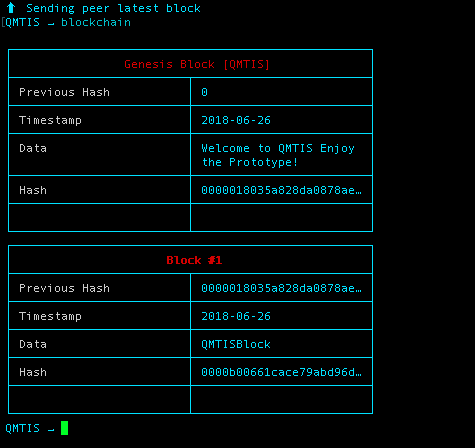 ⬆ Sending peer latest block
[QMTIS ↵ blockchain
Genesis Block [QMTIS]
Previous Hash 0
Timestamp 2018-06-26
Data Welcome to QMTIS Enjoy
the Prototype!
Hash 0000018035a828da0878ae…
Block #1
Previous Hash 0000018035a828da0878ae…
Timestamp 2018-06-26
Data QMTISBlock
Hash 0000b00661cace79abd96d…
QMTIS ↵